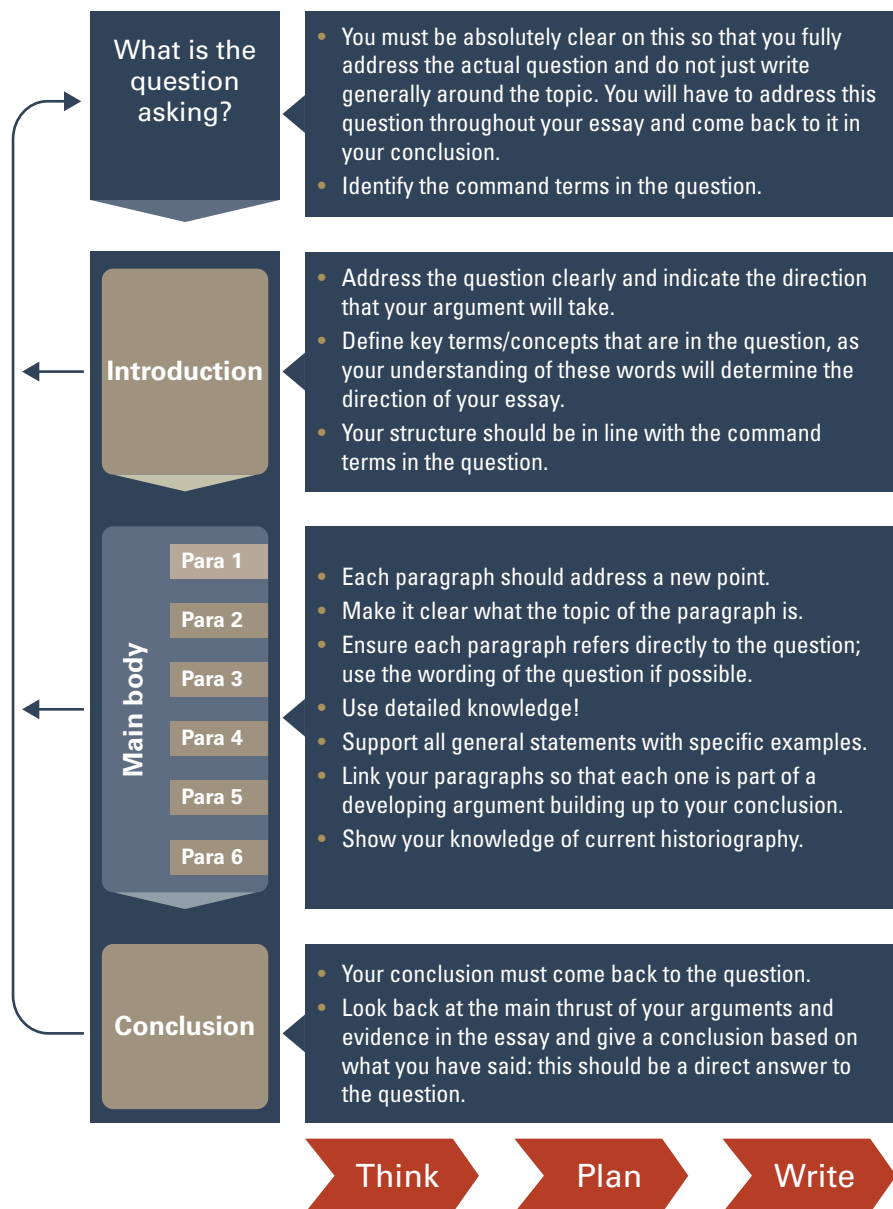 What is the
question
asking?
• You must be absolutely clear on this so that you fully
address the actual question and do not just write
generally around the topic. You will have to address this
question throughout your essay and come back to it in
your conclusion.
• Identify the command terms in the question.
Introduction
• Address the question clearly and indicate the direction
that your argument will take.
• Define key terms/concepts that are in the question, as
your understanding of these words will determine the
direction of your essay.
• Your structure should be in line with the command
terms in the question.
Main body
Para 1
Para 2
Para 3
Para 4
Para 5
Para 6
• Each paragraph should address a new point.
• Make it clear what the topic of the paragraph is.
• Ensure each paragraph refers directly to the question;
use the wording of the question if possible.
• Use detailed knowledge!
• Support all general statements with specific examples.
• Link your paragraphs so that each one is part of a
developing argument building up to your conclusion.
• Show your knowledge of current historiography.
Conclusion
• Your conclusion must come back to the question.
• Look back at the main thrust of your arguments and
evidence in the essay and give a conclusion based on
what you have said: this should be a direct answer to
the question.
Think
Plan
Write